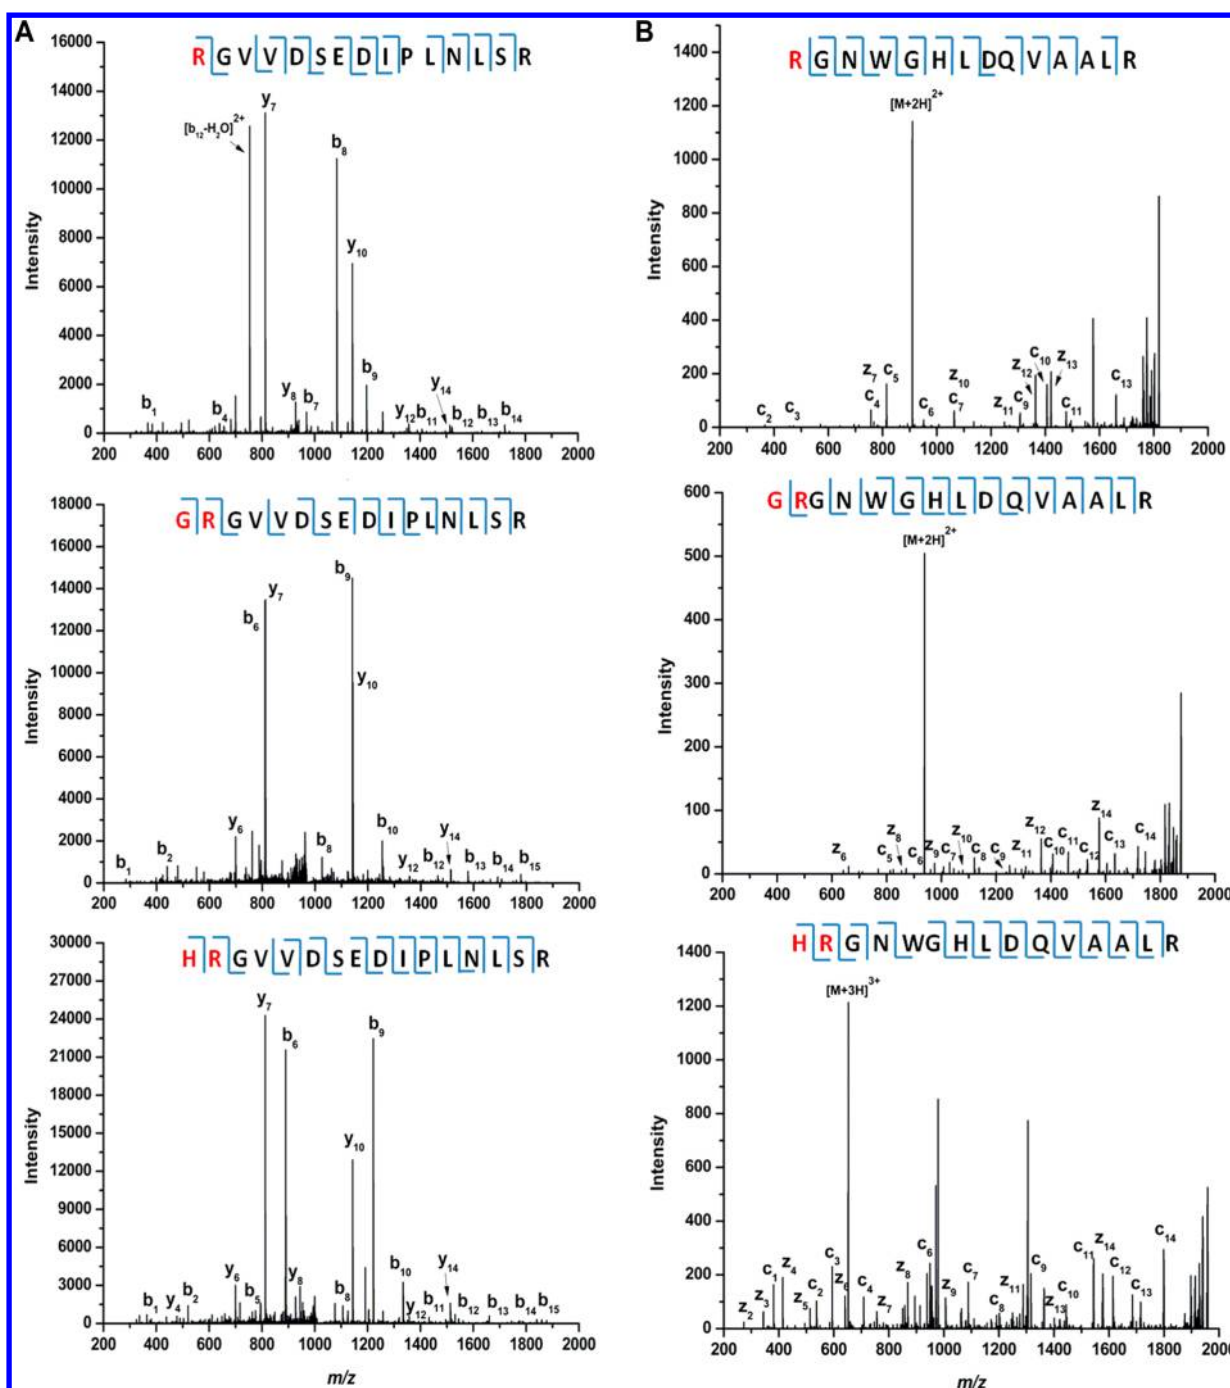 A
RGVVDSEDIPLNLSR
Intensity
16000
14000
12000
10000
8000
6000
4000
2000
0
[b12-H2O]2+
y7
b8
y10
b9
b1
b4
y8
b7
y12
b11
y14
b12
b13
b14
200 400 600 800 1000 1200 1400 1600 1800 2000
GRGVVDSEDIPLNLSR
Intensity
18000
16000
14000
12000
10000
8000
6000
4000
2000
0
b9
y7
b6
y10
b1
b2
y6
b8
b10
y12
b12
y14
b13
b14
b15
200 400 600 800 1000 1200 1400 1600 1800 2000
HRGVVDSEDIPLNLSR
Intensity
30000
27000
24000
21000
18000
15000
12000
9000
6000
3000
0
y7
b6
b9
y10
b1
y4
b2
y6
b5
y8
b8
b10
y12
b11
y14
b12
b13
b14
b15
200 400 600 800 1000 1200 1400 1600 1800 2000
m/z
B
RGNWGHLDQVAALR
Intensity
1400
1200
1000
800
600
400
200
0
[M+2H]2+
c2
c3
z7
c4
c5
c6
z10
c7
z11
c9
z12
c10
z13
c11
c13
200 400 600 800 1000 1200 1400 1600 1800 2000
GRGNWGHLDQVAALR
Intensity
600
500
400
300
200
100
0
[M+2H]2+
z6
c5
z8
c6
z9
c7
z10
c8
c9
z11
z12
c10
c11
c12
z14
c13
c14
200 400 600 800 1000 1200 1400 1600 1800 2000
HRGNWGHLDQVAALR
Intensity
1400
1200
1000
800
600
400
200
0
[M+3H]3+
z2
z3
c1
z4
z5
c2
c3
z6
c4
z7
z8
c6
z9
c7
c8
z11
c9
z13
c10
c11
z14
c12
c13
c14
200 400 600 800 1000 1200 1400 1600 1800 2000
m/z